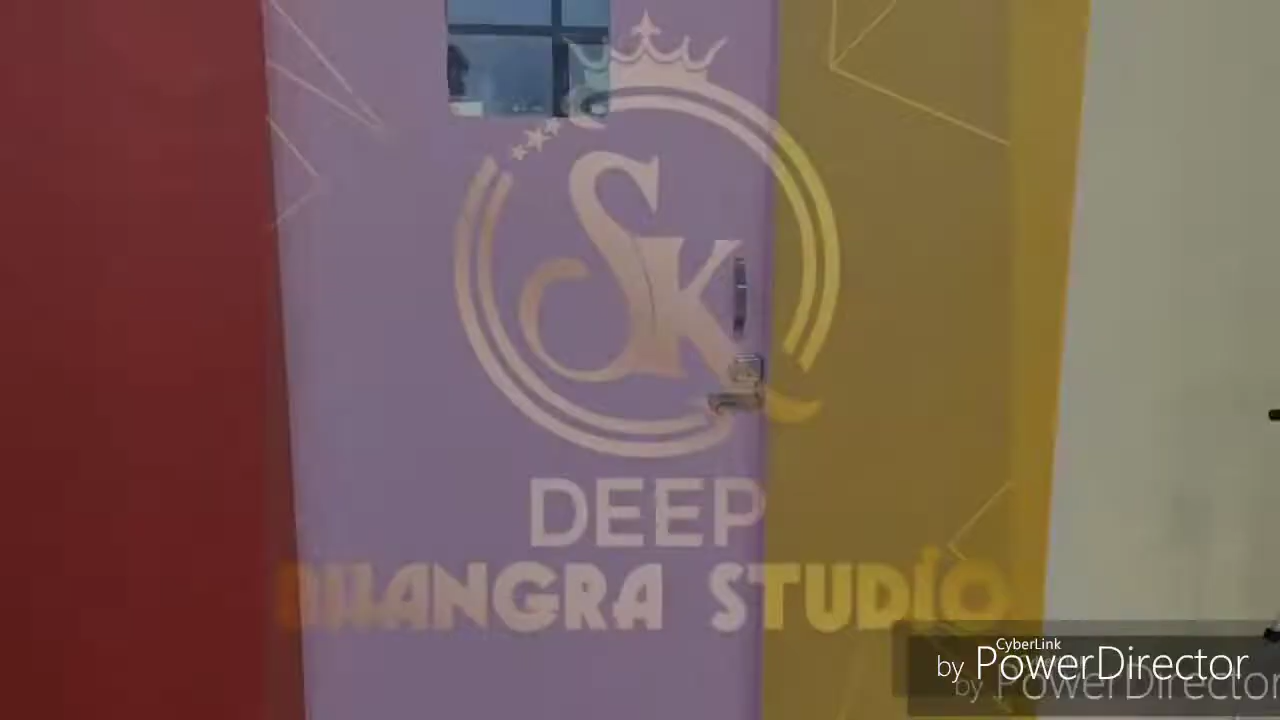 SK
DEEP
BHANGRA STUDIO
CyberLink
by PowerDirector
by PowerDirector